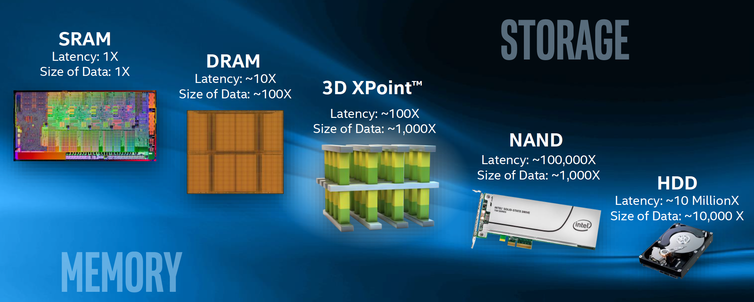 STORAGE
SRAM
Latency: 1X
Size of Data: 1X
DRAM
Latency: ~10X
Size of Data: ~100X
3D XPoint™
Latency: ~100X
Size of Data: ~1,000X
NAND
Latency: ~100,000X
Size of Data: ~1,000X
HDD
Latency: ~10 MillionX
Size of Data: ~10,000 X
intel
MEMORY